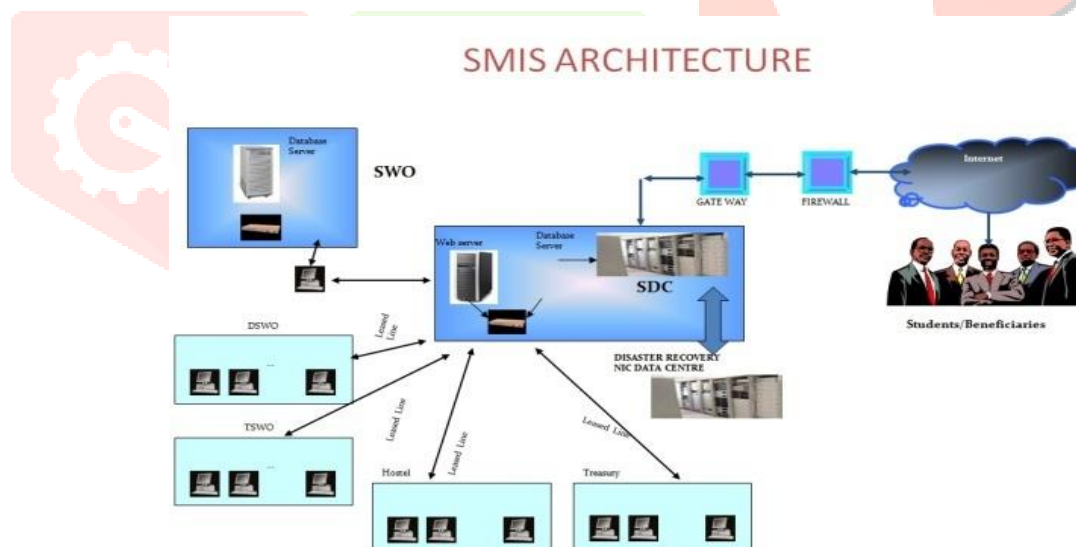 SMIS ARCHITECTURE
Database
Server
SWO
GATE WAY
FIREWALL
Internet
Students/Beneficiaries
Web server
Database
Server
SDC
DISASTER RECOVERY
NIC DATA CENTRE
DSWO
...
Leased
Line
TSWO
...
Leased Line
Leased Line
Leased Line
Hostel
Treasury